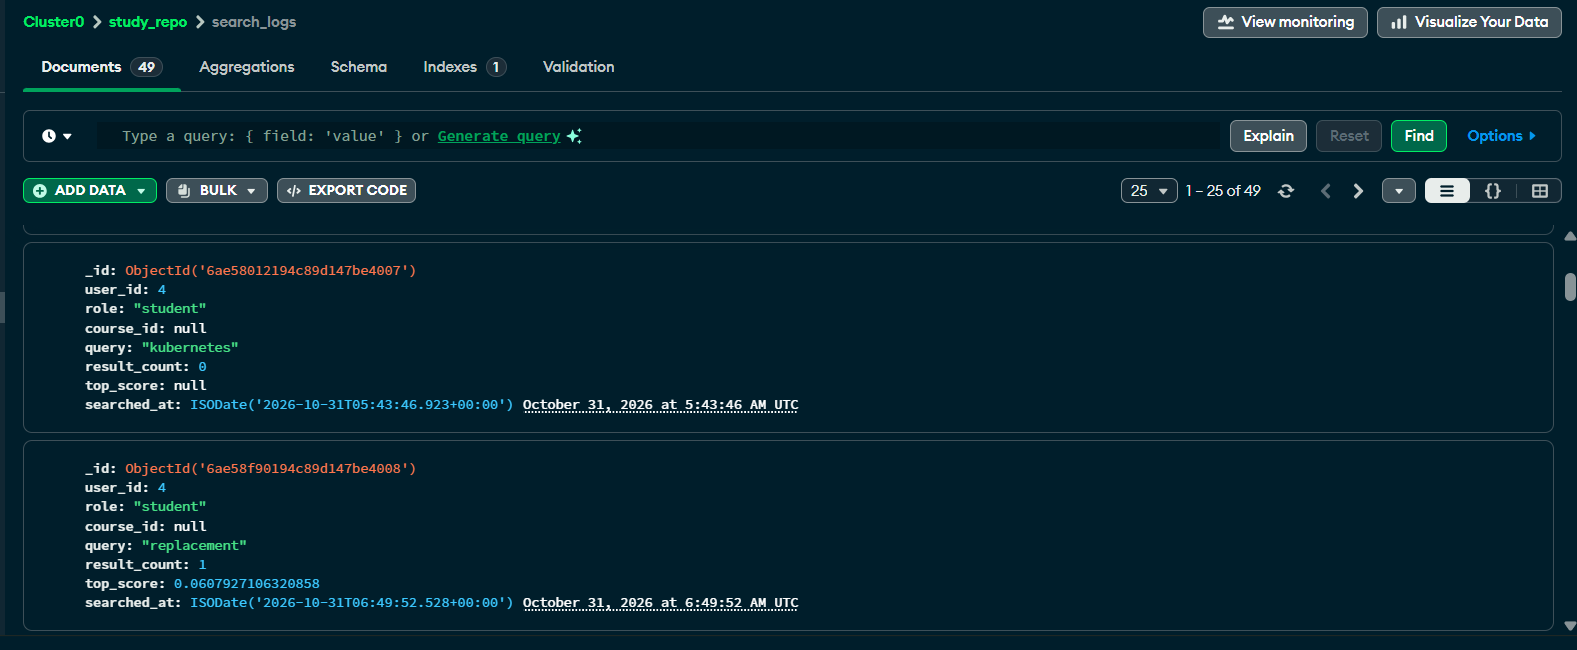 Cluster0 > study_repo > search_logs
View monitoring
Visualize Your Data
Documents 49
Aggregations
Schema
Indexes 1
Validation
Type a query: { field: 'value' } or Generate query
Explain
Reset
Find
Options
ADD DATA
BULK
</> EXPORT CODE
25
1 – 25 of 49
{}
_id: ObjectId('6ae58012194c89d147be4007')
user_id: 4
role: "student"
course_id: null
query: "kubernetes"
result_count: 0
top_score: null
searched_at: ISODate('2026-10-31T05:43:46.923+00:00') October 31, 2026 at 5:43:46 AM UTC
_id: ObjectId('6ae58f90194c89d147be4008')
user_id: 4
role: "student"
course_id: null
query: "replacement"
result_count: 1
top_score: 0.0607927106320858
searched_at: ISODate('2026-10-31T06:49:52.528+00:00') October 31, 2026 at 6:49:52 AM UTC